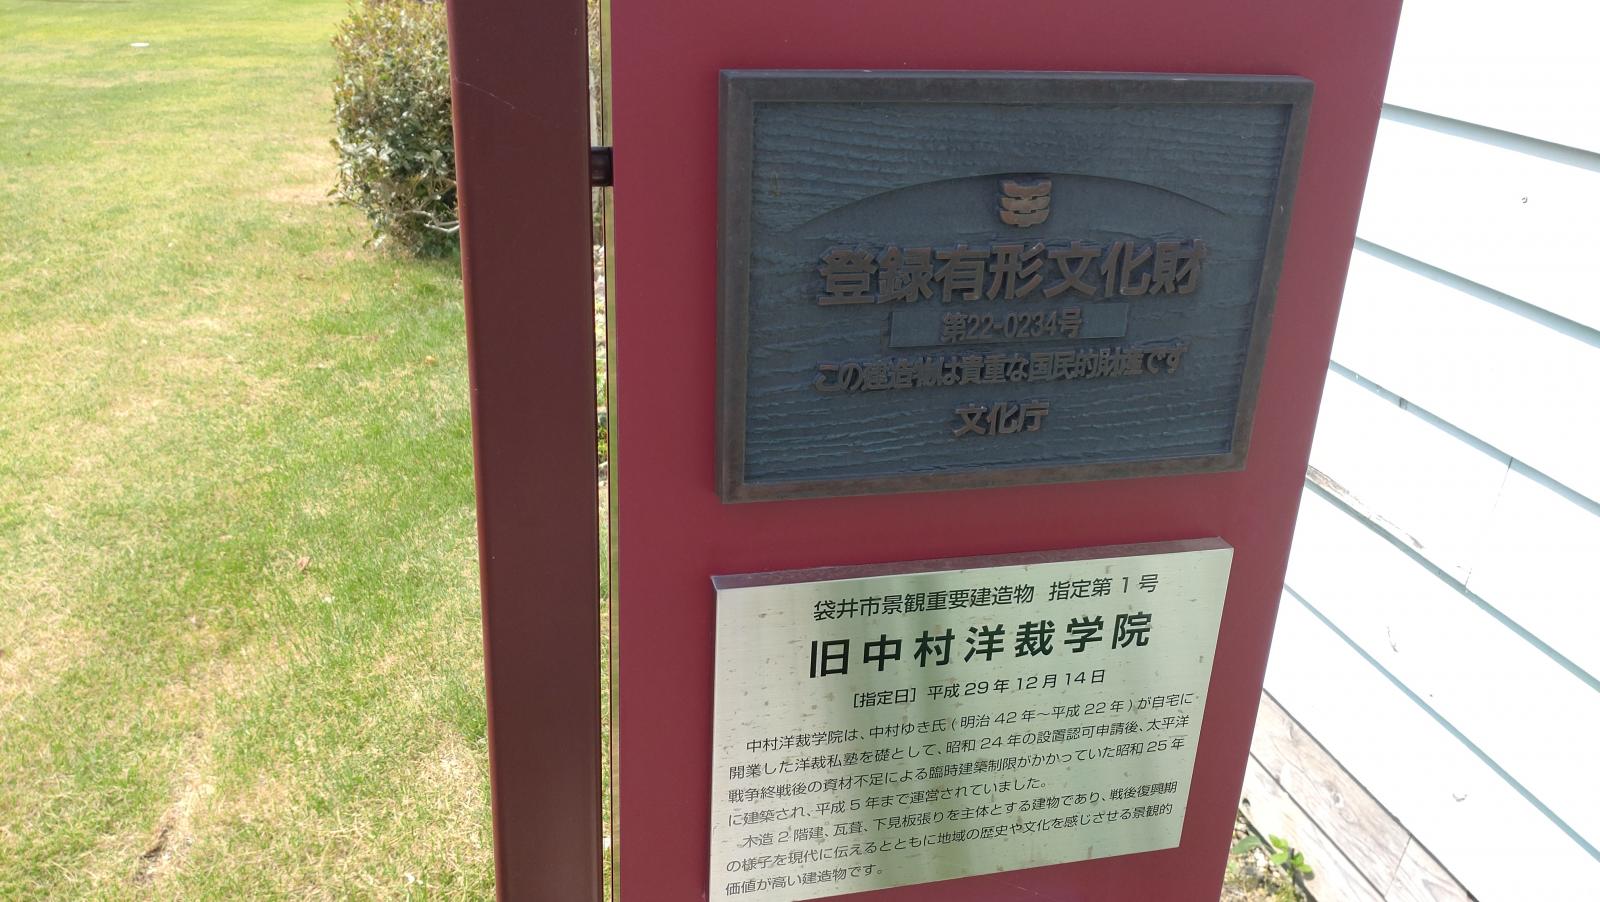 登録有形文化財
第22-0234号
この建造物は貴重な国民的財産です
文化庁
袋井市景観重要建造物 指定第1号
旧中村洋裁学院
［指定日］平成29年12月14日
中村洋裁学院は、中村ゆき氏(明治42年～平成22年)が自宅に
開業した洋裁私塾を礎として、昭和24年の設置認可申請後、太平洋
戦争終戦後の資材不足による臨時建築制限がかかっていた昭和25年
に建築され、平成5年まで運営されていました。
木造2階建、瓦葺、下見板張りを主体とする建物であり、戦後復興期
の様子を現代に伝えるとともに地域の歴史や文化を感じさせる景観的
価値が高い建造物です。